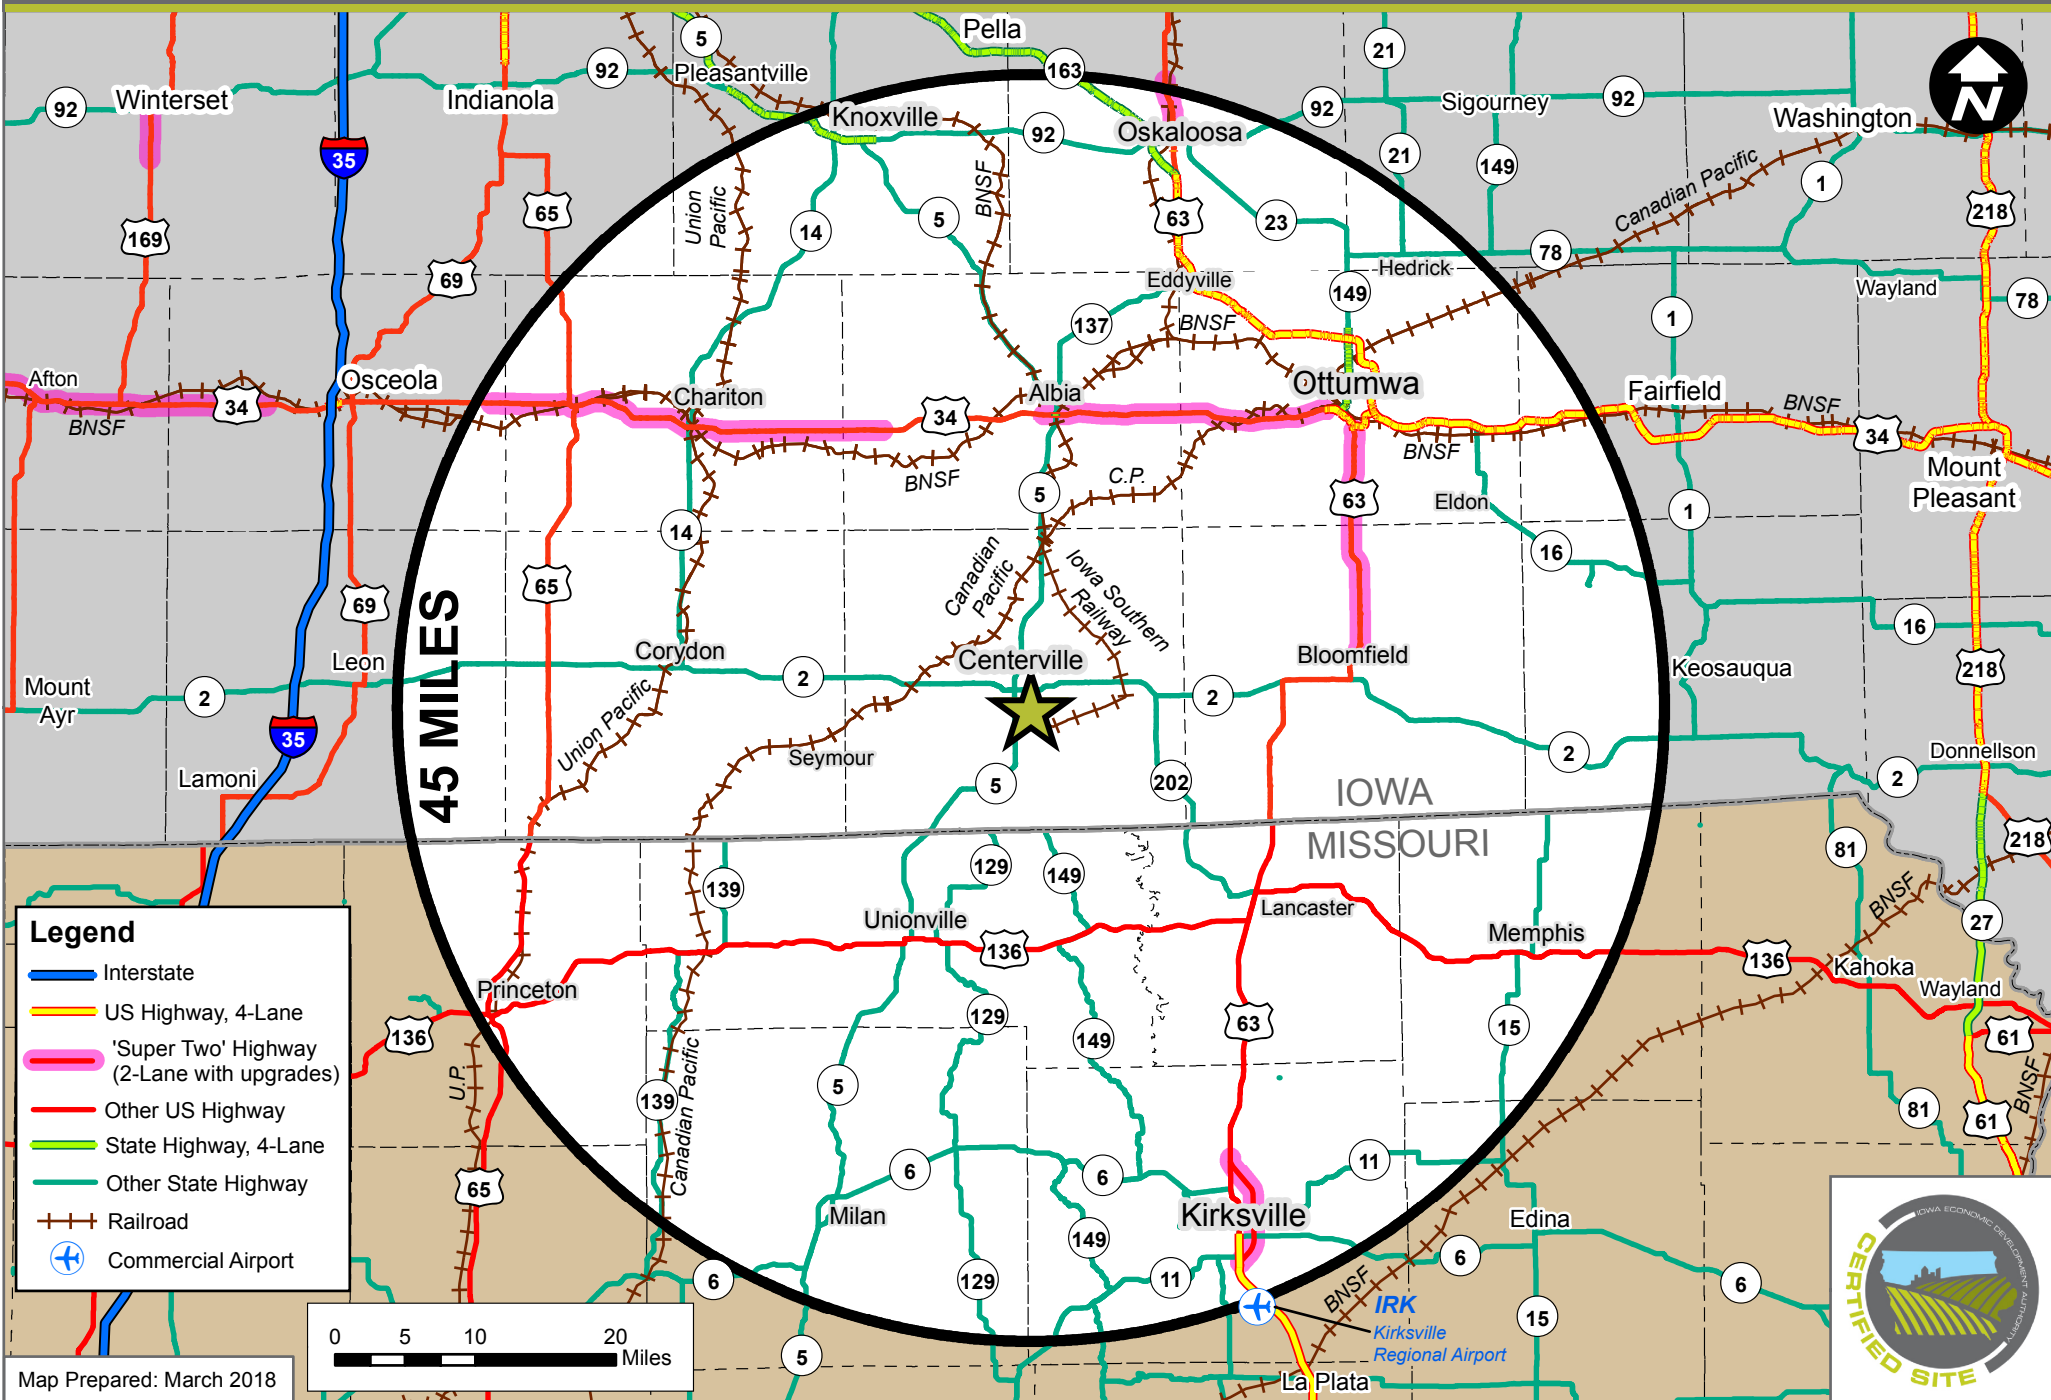 5
Pella
163
21
92
Pleasantville
92
Winterset
Indianola
Knoxville
92
Oskaloosa
92
Sigourney
92
Washington
N
35
21
149
1
Canadian Pacific
Union
Pacific
BNSF
65
14
5
63
23
218
169
69
78
Hedrick
Eddyville
149
Wayland
78
137
BNSF
1
Afton
Osceola
Chariton
Albia
Ottumwa
Fairfield
BNSF
34
34
34
BNSF
BNSF
BNSF
Mount
Pleasant
C.P.
5
63
Eldon
14
1
16
Canadian
Pacific
Iowa Southern
Railway
65
69
45 MILES
16
Leon
Corydon
Centerville
Bloomfield
Keosauqua
218
Mount
Ayr
2
2
2
2
35
Union Pacific
Seymour
Donnellson
2
Lamoni
5
202
IOWA
MISSOURI
218
81
129
149
139
BNSF
Unionville
Lancaster
Memphis
27
136
136
Kahoka
Princeton
Wayland
129
63
15
136
149
61
U.P.
Canadian Pacific
5
139
BNSF
81
61
6
6
11
65
Milan
Kirksville
Edina
149
6
6
129
11
6
BNSF
IRK
Kirksville
Regional Airport
15
5
La Plata
Legend
Interstate
US Highway, 4-Lane
'Super Two' Highway
(2-Lane with upgrades)
Other US Highway
State Highway, 4-Lane
Other State Highway
Railroad
Commercial Airport
0 5 10 20
Miles
Map Prepared: March 2018
IOWA ECONOMIC DEVELOPMENT AUTHORITY
CERTIFIED SITE